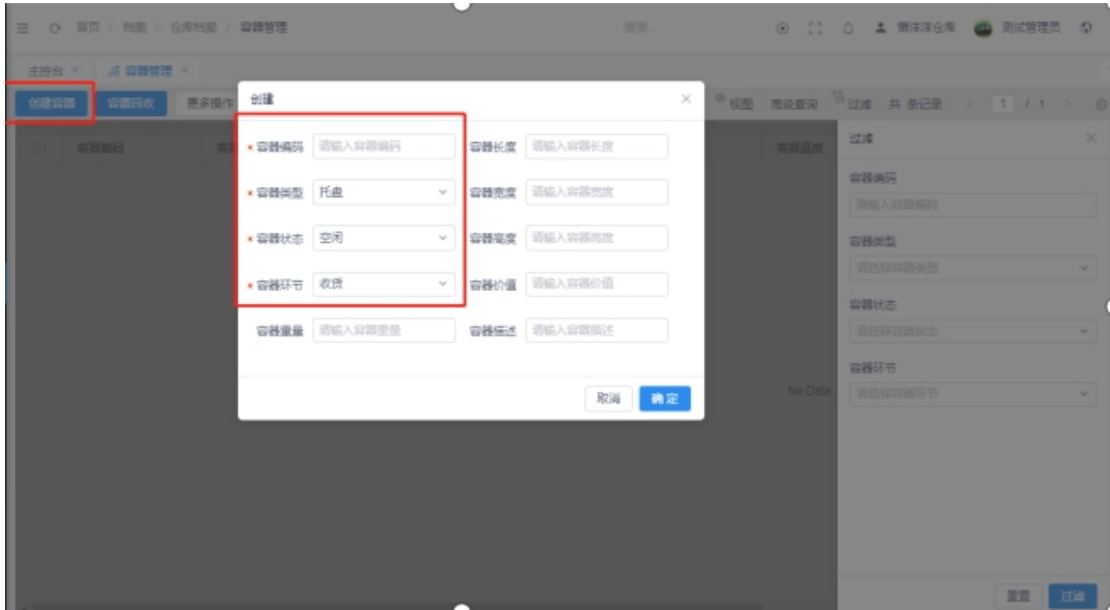 首页 / 档案 / 仓库档案 / 容器管理 搜索... 懒洋洋仓库 测试管理员
主控台 × 容器管理 ×
创建容器 容器回收 更多操作 视图 高级查询 过滤 共 条记录 1 / 1
创建 ×
容器编码 容器高度
* 容器编码 请输入容器编码 容器长度 请输入容器长度
* 容器类型 托盘 容器宽度 请输入容器宽度
* 容器状态 空闲 容器高度 请输入容器高度
* 容器环节 收货 容器价值 请输入容器价值
容器重量 请输入容器重量 容器描述 请输入容器描述
取消 确定
No Data
过滤 ×
容器编码
请输入容器编码
容器类型
请选择容器类型
容器状态
请选择容器状态
容器环节
请选择容器环节
重置 过滤